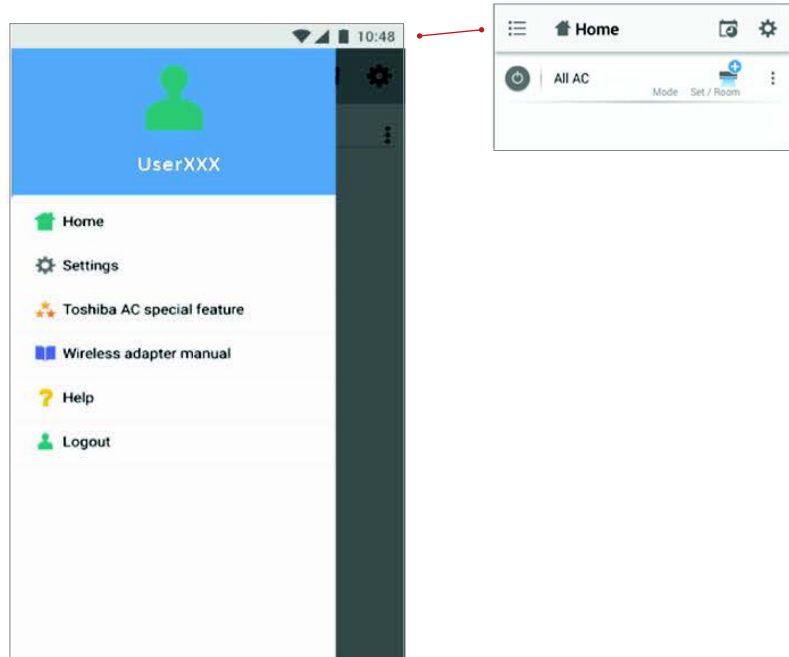 10:48
UserXXX
Home
Settings
Toshiba AC special feature
Wireless adapter manual
Help
Logout
Home
All AC
Mode Set / Room